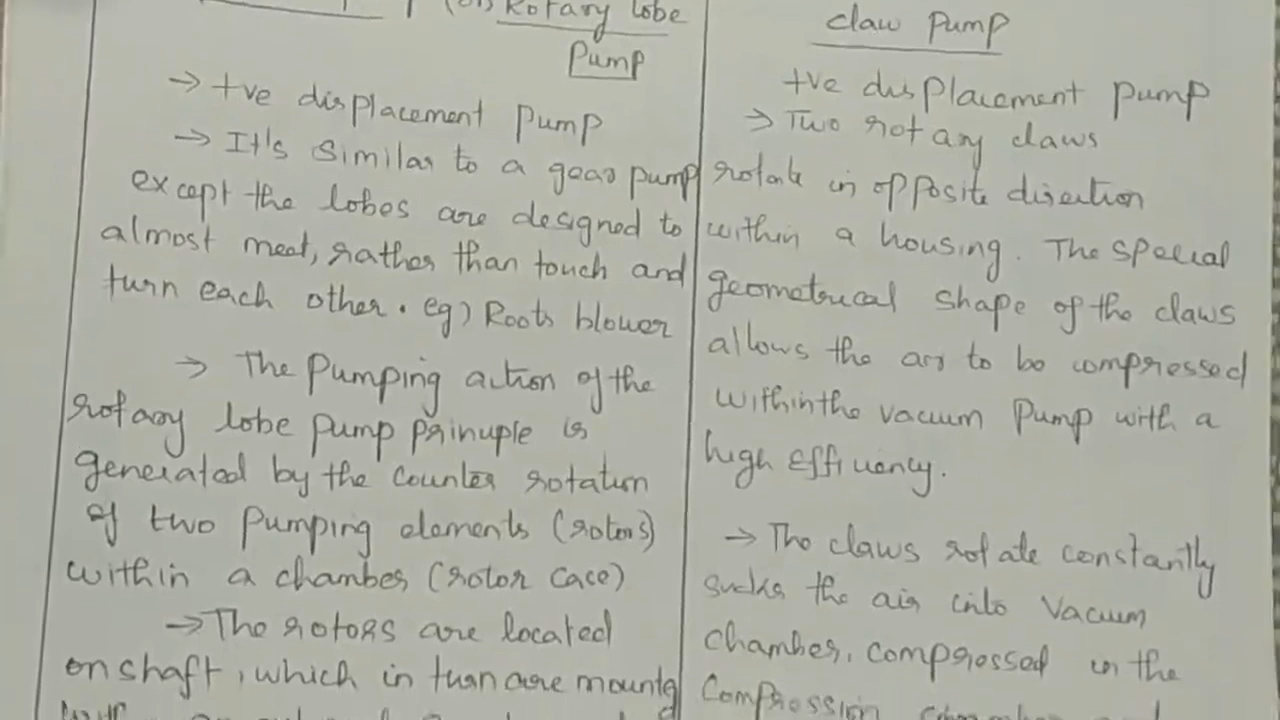 (or) Rotary lobe
Pump
→ +ve displacement pump
→ It's similar to a gear pump
except the lobes are designed to
almost meet, rather than touch and
turn each other. eg) Roots blower
→ The Pumping action of the
rotary lobe pump prinuple is
generated by the counter rotation
of two Pumping elements (rotors)
within a chamber (rotor case)
→ The rotors are located
on shaft, which in turn are mounted
claw Pump
+ve displacement pump
→ Two rotary claws
rotate in opposite direction
within a housing. The special
geometrical shape of the claws
allows the air to be compressed
within the vacuum Pump with a
high Efficiency.
→ The claws rotate constantly
sucks the air into vacuum
chamber, compressed in the
Compression